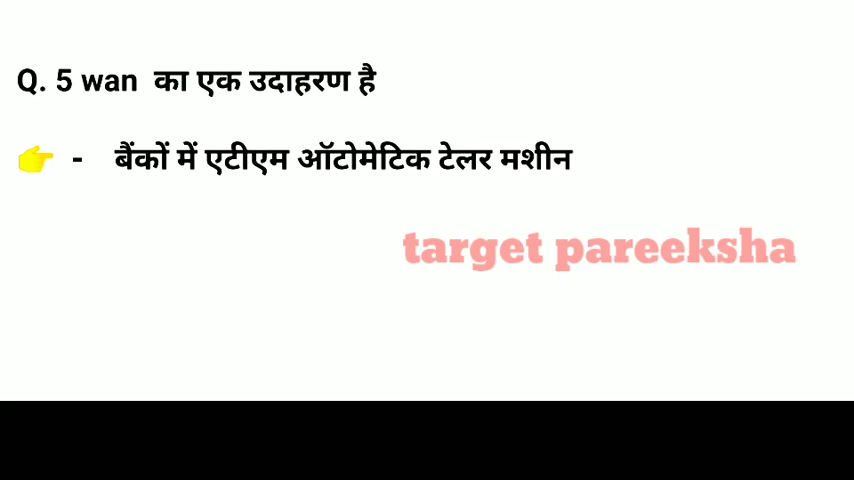 Q. 5 wan का एक उदाहरण है
👉 - बैंकों में एटीएम ऑटोमेटिक टेलर मशीन
target pareeksha